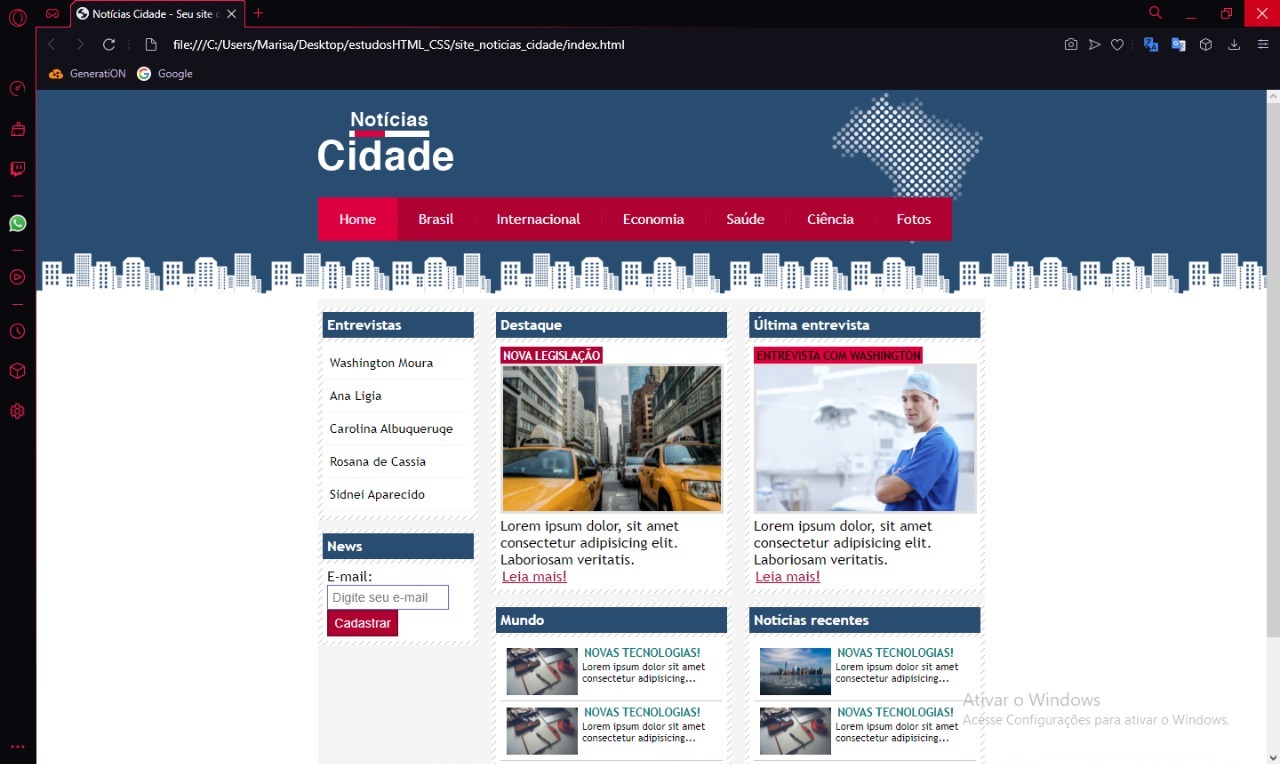 Notícias Cidade - Seu site d
file:///C:/Users/Marisa/Desktop/estudosHTML_CSS/site_noticias_cidade/index.html
GeneratiON
Google
Notícias
Cidade
Home
Brasil
Internacional
Economia
Saúde
Ciência
Fotos
Entrevistas
Washington Moura
Ana Ligia
Carolina Albuqueruqe
Rosana de Cassia
Sidnei Aparecido
News
E-mail:
Digite seu e-mail
Cadastrar
Destaque
NOVA LEGISLAÇÃO
Lorem ipsum dolor, sit amet
consectetur adipisicing elit.
Laboriosam veritatis.
Leia mais!
Última entrevista
ENTREVISTA COM WASHINGTON
Lorem ipsum dolor, sit amet
consectetur adipisicing elit.
Laboriosam veritatis.
Leia mais!
Mundo
NOVAS TECNOLOGIAS!
Lorem ipsum dolor sit amet
consectetur adipisicing...
NOVAS TECNOLOGIAS!
Lorem ipsum dolor sit amet
consectetur adipisicing...
Notícias recentes
NOVAS TECNOLOGIAS!
Lorem ipsum dolor sit amet
consectetur adipisicing...
NOVAS TECNOLOGIAS!
Lorem ipsum dolor sit amet
consectetur adipisicing...
Ativar o Windows
Acesse Configurações para ativar o Windows.